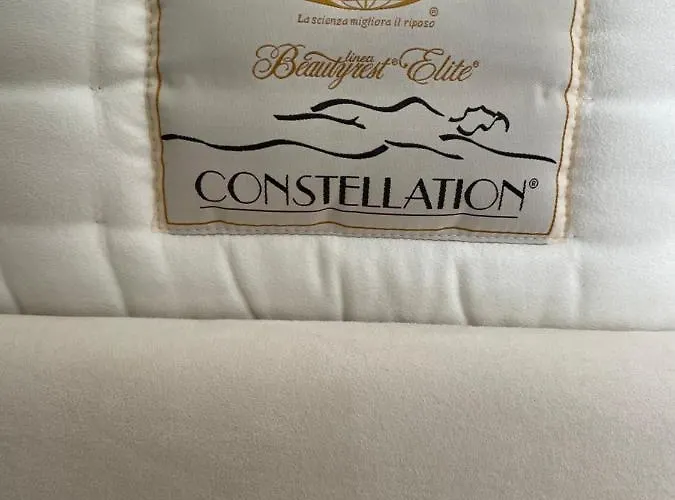 La scienza migliora il riposo ®
linea
Beautyrest® Elite®
CONSTELLATION®